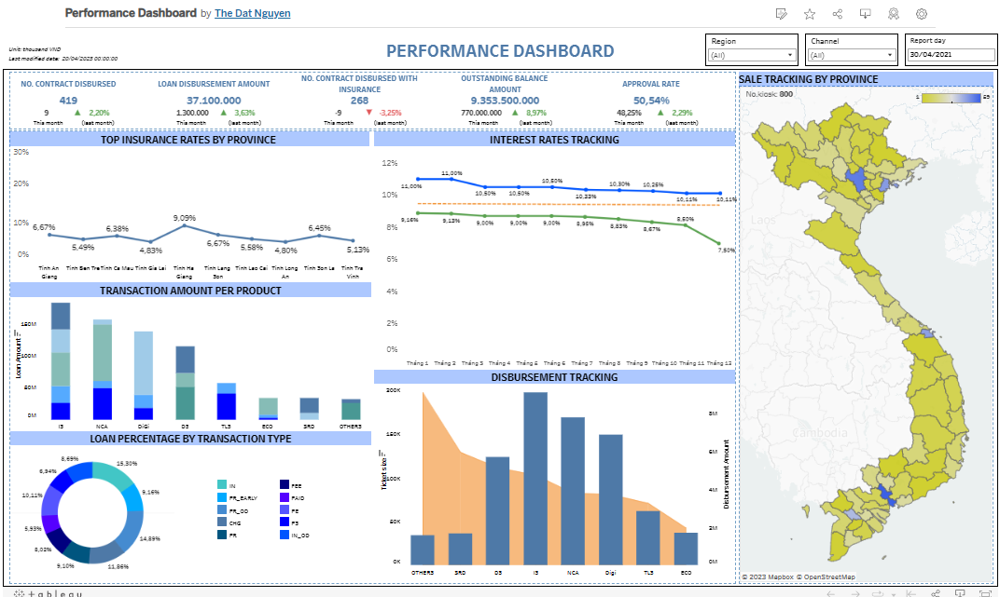 Performance Dashboard by The Dat Nguyen
Unit: thousand VND
Last modified date: 20/04/2023 00:00:00
PERFORMANCE DASHBOARD
Region
(All)
Channel
(All)
Report day
30/04/2021
NO. CONTRACT DISBURSED
419
9 ▲ 2,20%
This month (last month)
LOAN DISBURSEMENT AMOUNT
37.100.000
1.300.000 ▲ 3,63%
This month (last month)
NO. CONTRACT DISBURSED WITH
INSURANCE
268
-9 ▼ -3,25%
This month (last month)
OUTSTANDING BALANCE
AMOUNT
9.353.500.000
770.000.000 ▲ 8,97%
This month (last month)
APPROVAL RATE
50,54%
48,25% ▲ 2,29%
This month (last month)
TOP INSURANCE RATES BY PROVINCE
30%
20%
10%
0%
6,67%
5,49%
6,38%
4,83%
9,09%
6,67%
5,58%
4,80%
6,45%
5,13%
Tỉnh An Giang
Tỉnh Bến Tre
Tỉnh Cà Mau
Tỉnh Gia Lai
Tỉnh Hà Giang
Tỉnh Lạng Sơn
Tỉnh Lào Cai
Tỉnh Long An
Tỉnh Sơn La
Tỉnh Trà Vinh
TRANSACTION AMOUNT PER PRODUCT
Loan Amount
150M
100M
50M
0M
IS
NCA
Digi
DS
TLS
ECO
SRD
OTHERS
LOAN PERCENTAGE BY TRANSACTION TYPE
15,30%
9,16%
14,89%
11,86%
9,10%
8,02%
5,93%
10,11%
6,94%
8,69%
IN
PR_EARLY
PR_OD
CHG
PR
FEE
PAID
PE
PS
IN_OD
INTEREST RATES TRACKING
12%
10%
8%
6%
4%
2%
0%
11,00%
11,00%
10,50%
10,50%
10,50%
10,33%
10,30%
10,25%
10,11%
10,11%
9,16%
9,13%
9,00%
9,00%
9,00%
8,95%
8,83%
8,67%
8,50%
7,50%
Tháng 1
Tháng 2
Tháng 3
Tháng 4
Tháng 5
Tháng 6
Tháng 7
Tháng 8
Tháng 9
Tháng 10
Tháng 11
Tháng 12
DISBURSEMENT TRACKING
Ticket size
200K
150K
100K
50K
0K
Disbursement Amount
8M
6M
4M
2M
0M
OTHERS
SRD
DS
IS
NCA
Digi
TLS
ECO
SALE TRACKING BY PROVINCE
No.kiosk: 800
1
59
Laos
Cambodia
© 2023 Mapbox © OpenStreetMap
+ableau